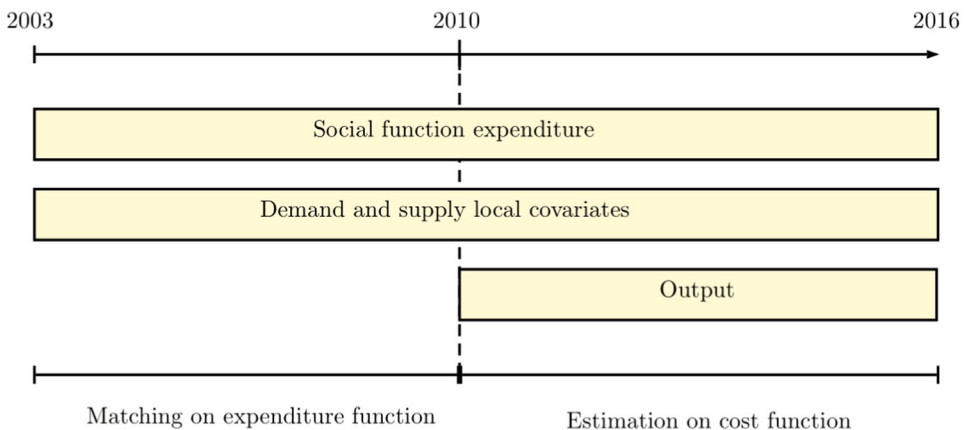 2003
2010
2016
Social function expenditure
Demand and supply local covariates
Output
Matching on expenditure function
Estimation on cost function